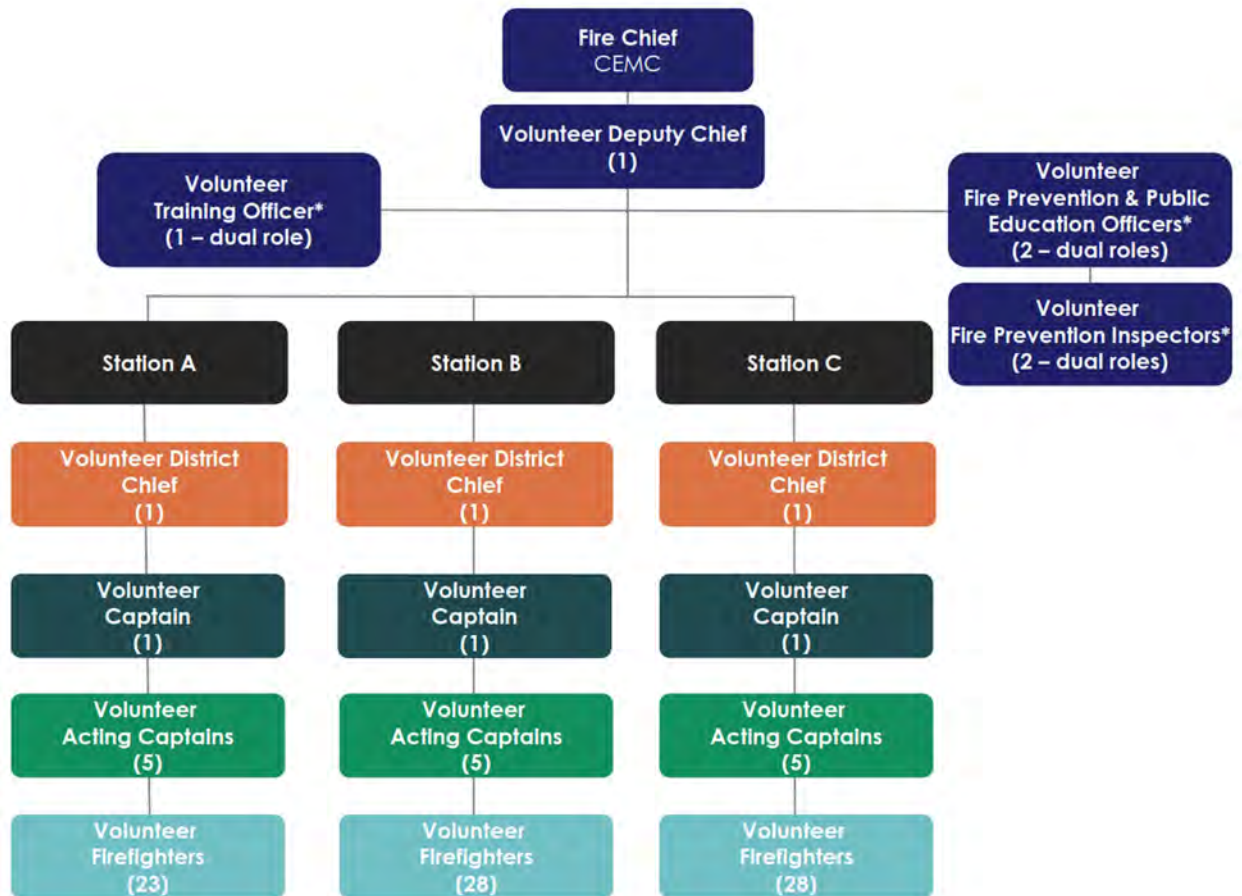 Fire Chief
CEMC
Volunteer Deputy Chief
(1)
Volunteer
Training Officer*
(1 – dual role)
Volunteer
Fire Prevention & Public
Education Officers*
(2 – dual roles)
Volunteer
Fire Prevention Inspectors*
(2 – dual roles)
Station A
Station B
Station C
Volunteer District
Chief
(1)
Volunteer District
Chief
(1)
Volunteer District
Chief
(1)
Volunteer
Captain
(1)
Volunteer
Captain
(1)
Volunteer
Captain
(1)
Volunteer
Acting Captains
(5)
Volunteer
Acting Captains
(5)
Volunteer
Acting Captains
(5)
Volunteer
Firefighters
(23)
Volunteer
Firefighters
(28)
Volunteer
Firefighters
(28)